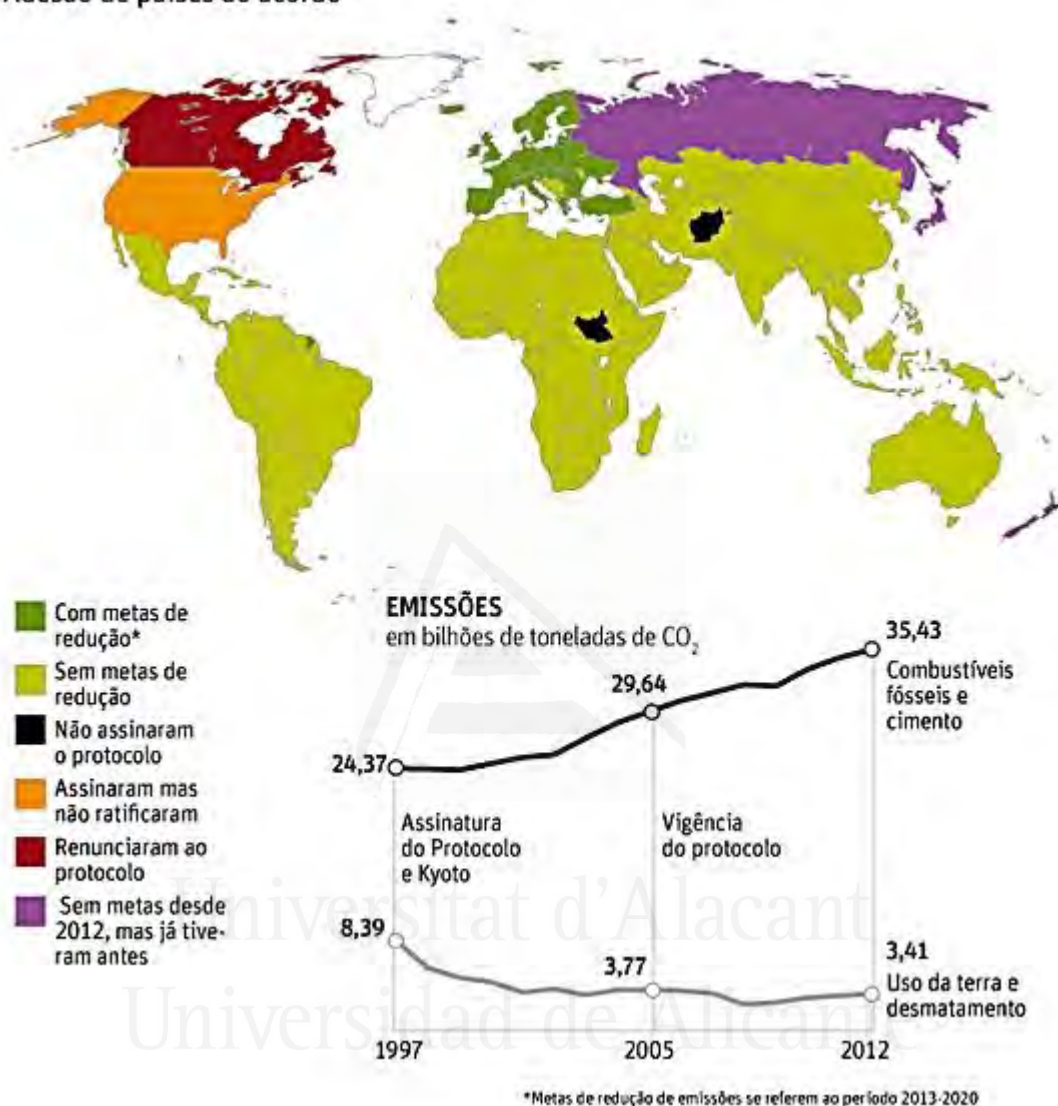 Adesão de países ao acordo
Com metas de
redução*
Sem metas de
redução
Não assinaram
o protocolo
Assinaram mas
não ratificaram
Renunciaram ao
protocolo
Sem metas desde
2012, mas já tive-
ram antes
EMISSÕES
em bilhões de toneladas de CO₂
24,37
29,64
35,43
Combustíveis
fósseis e
cimento
Assinatura
do Protocolo
e Kyoto
Vigência
do protocolo
8,39
3,77
3,41
Uso da terra e
desmatamento
1997
2005
2012
*Metas de redução de emissões se referem ao período 2013-2020
Universitat d'Alacant
Universidad de Alicante